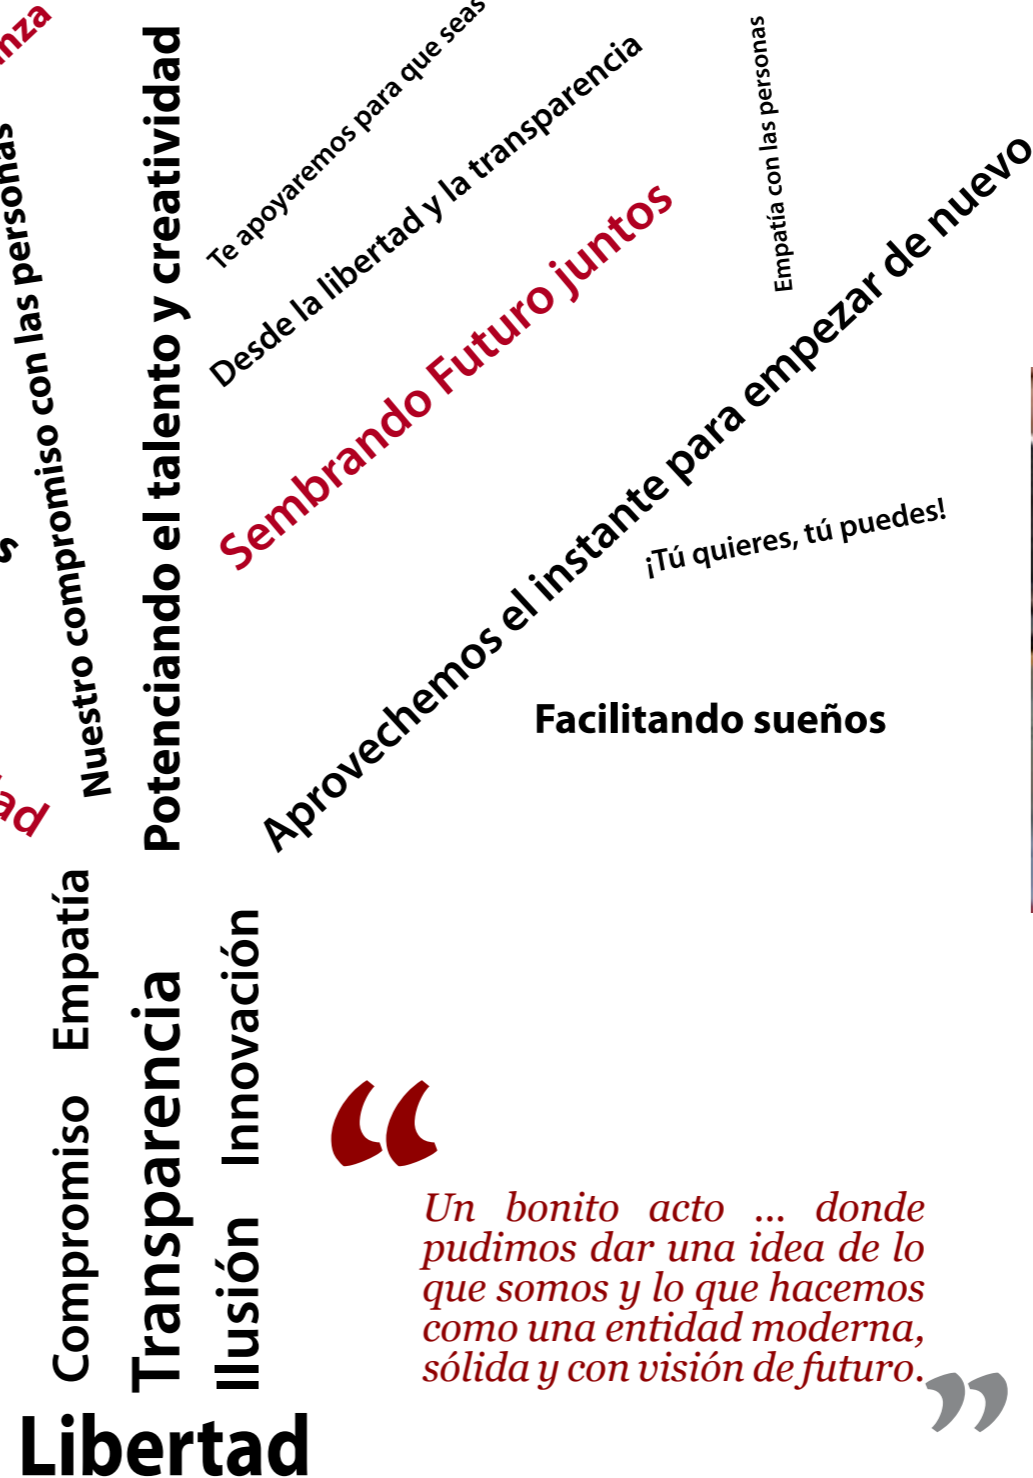 Nuestro compromiso con las personas
Potenciando el talento y creatividad
Te apoyaremos para que seas
Desde la libertad y la transparencia
Sembrando Futuro juntos
Empatía con las personas
Aprovechemos el instante para empezar de nuevo
¡Tú quieres, tú puedes!
Facilitando sueños
Empatía
Compromiso
Transparencia
Innovación
Ilusión
Libertad
“
Un bonito acto ... donde
pudimos dar una idea de lo
que somos y lo que hacemos
como una entidad moderna,
sólida y con visión de futuro.
”